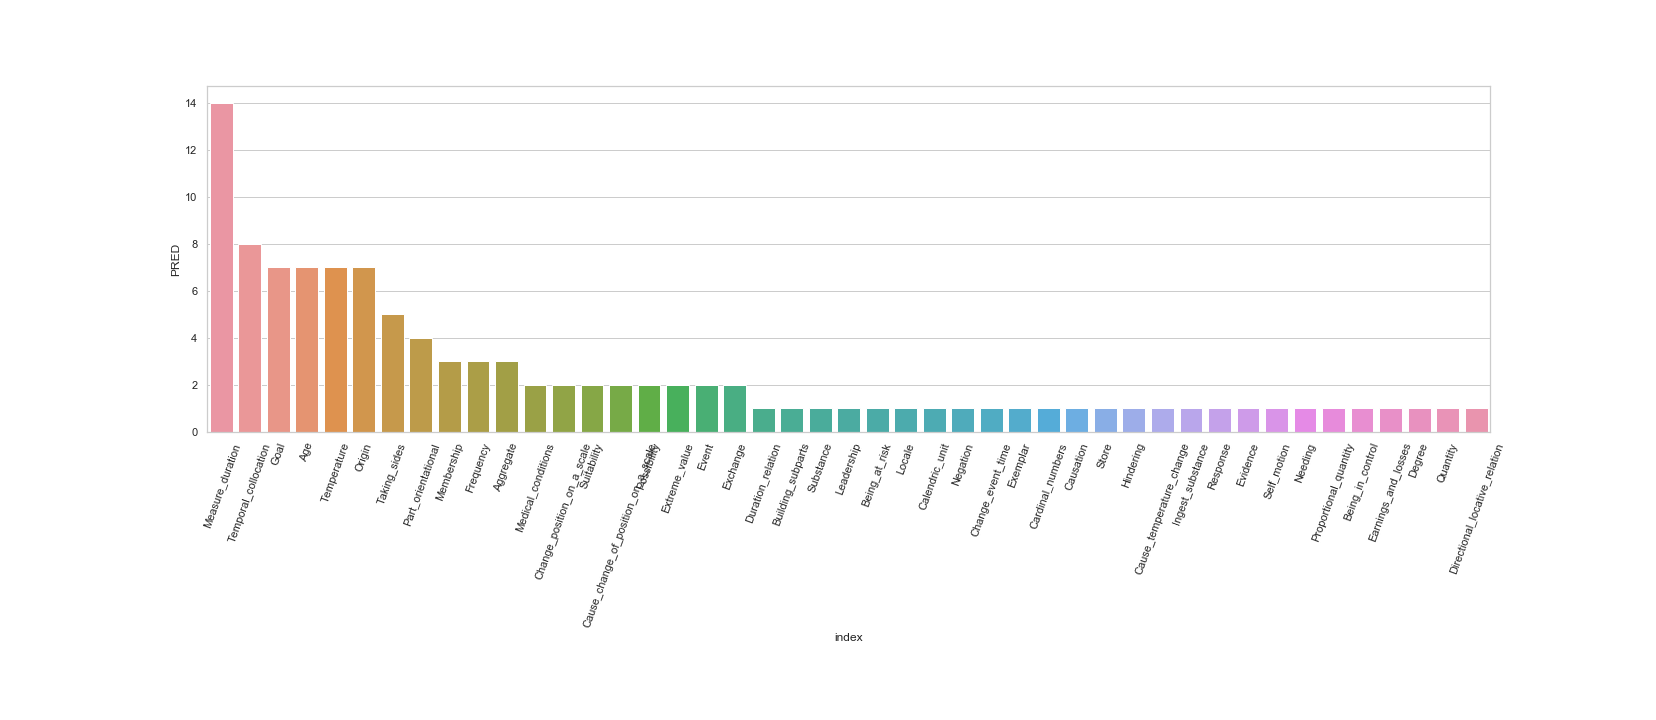 14
12
10
8
6
4
2
0
PRED
Measure_duration
Temporal_collocation
Goal
Age
Temperature
Origin
Taking_sides
Part_orientational
Membership
Frequency
Aggregate
Medical_conditions
Change_position_on_a_scale
Suitability
Cause_change_of_position_on_a_scale
Possibility
Extreme_value
Event
Exchange
Duration_relation
Building_subparts
Substance
Leadership
Being_at_risk
Locale
Calendric_unit
Negation
Change_event_time
Exemplar
Cardinal_numbers
Causation
Store
Hindering
Cause_temperature_change
Ingest_substance
Response
Evidence
Self_motion
Needing
Proportional_quantity
Being_in_control
Earnings_and_losses
Degree
Quantity
Directional_locative_relation
index